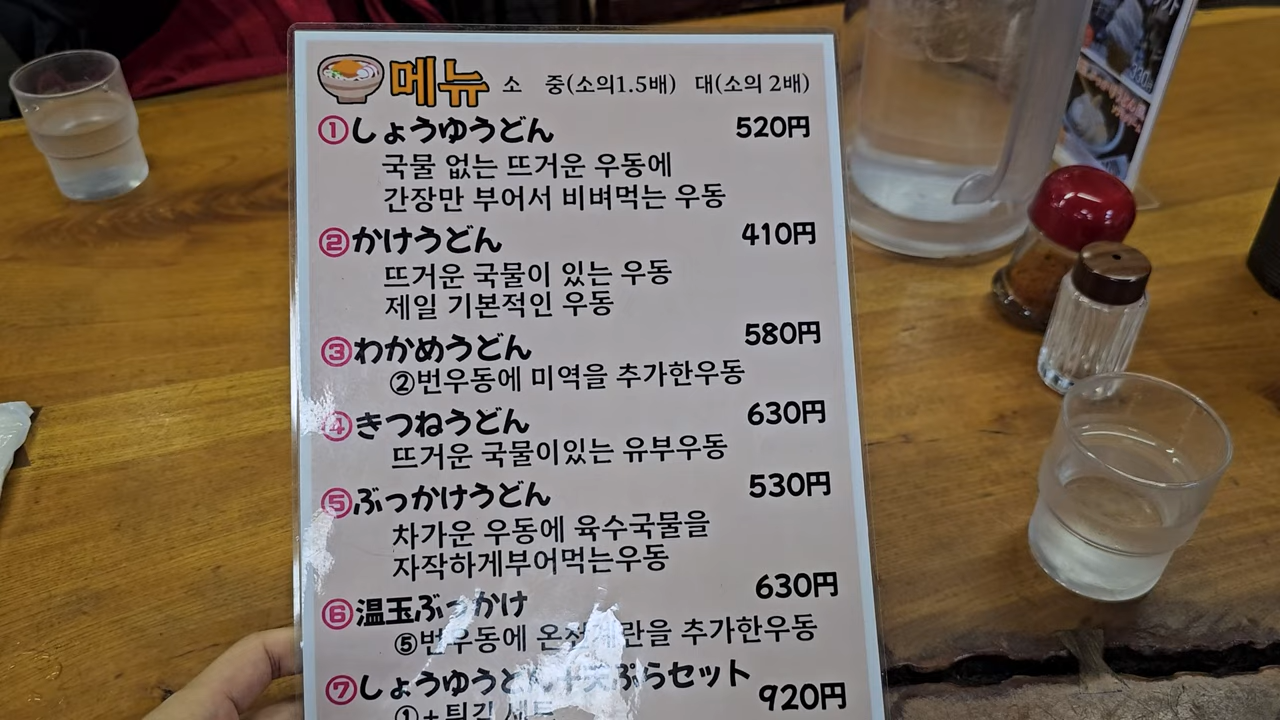 메뉴 소 중(소의1.5배) 대(소의 2배)
①しょうゆうどん 520円
국물 없는 뜨거운 우동에
간장만 부어서 비벼먹는 우동
②かけうどん 410円
뜨거운 국물이 있는 우동
제일 기본적인 우동
③わかめうどん 580円
②번우동에 미역을 추가한우동
④きつねうどん 630円
뜨거운 국물이있는 유부우동
⑤ぶっかけうどん 530円
차가운 우동에 육수국물을
자작하게부어먹는우동
⑥温玉ぶっかけ 630円
⑤번우동에 추가한우동
⑦しょうゆうどん ぷらセット 920円
①+튀김 세트